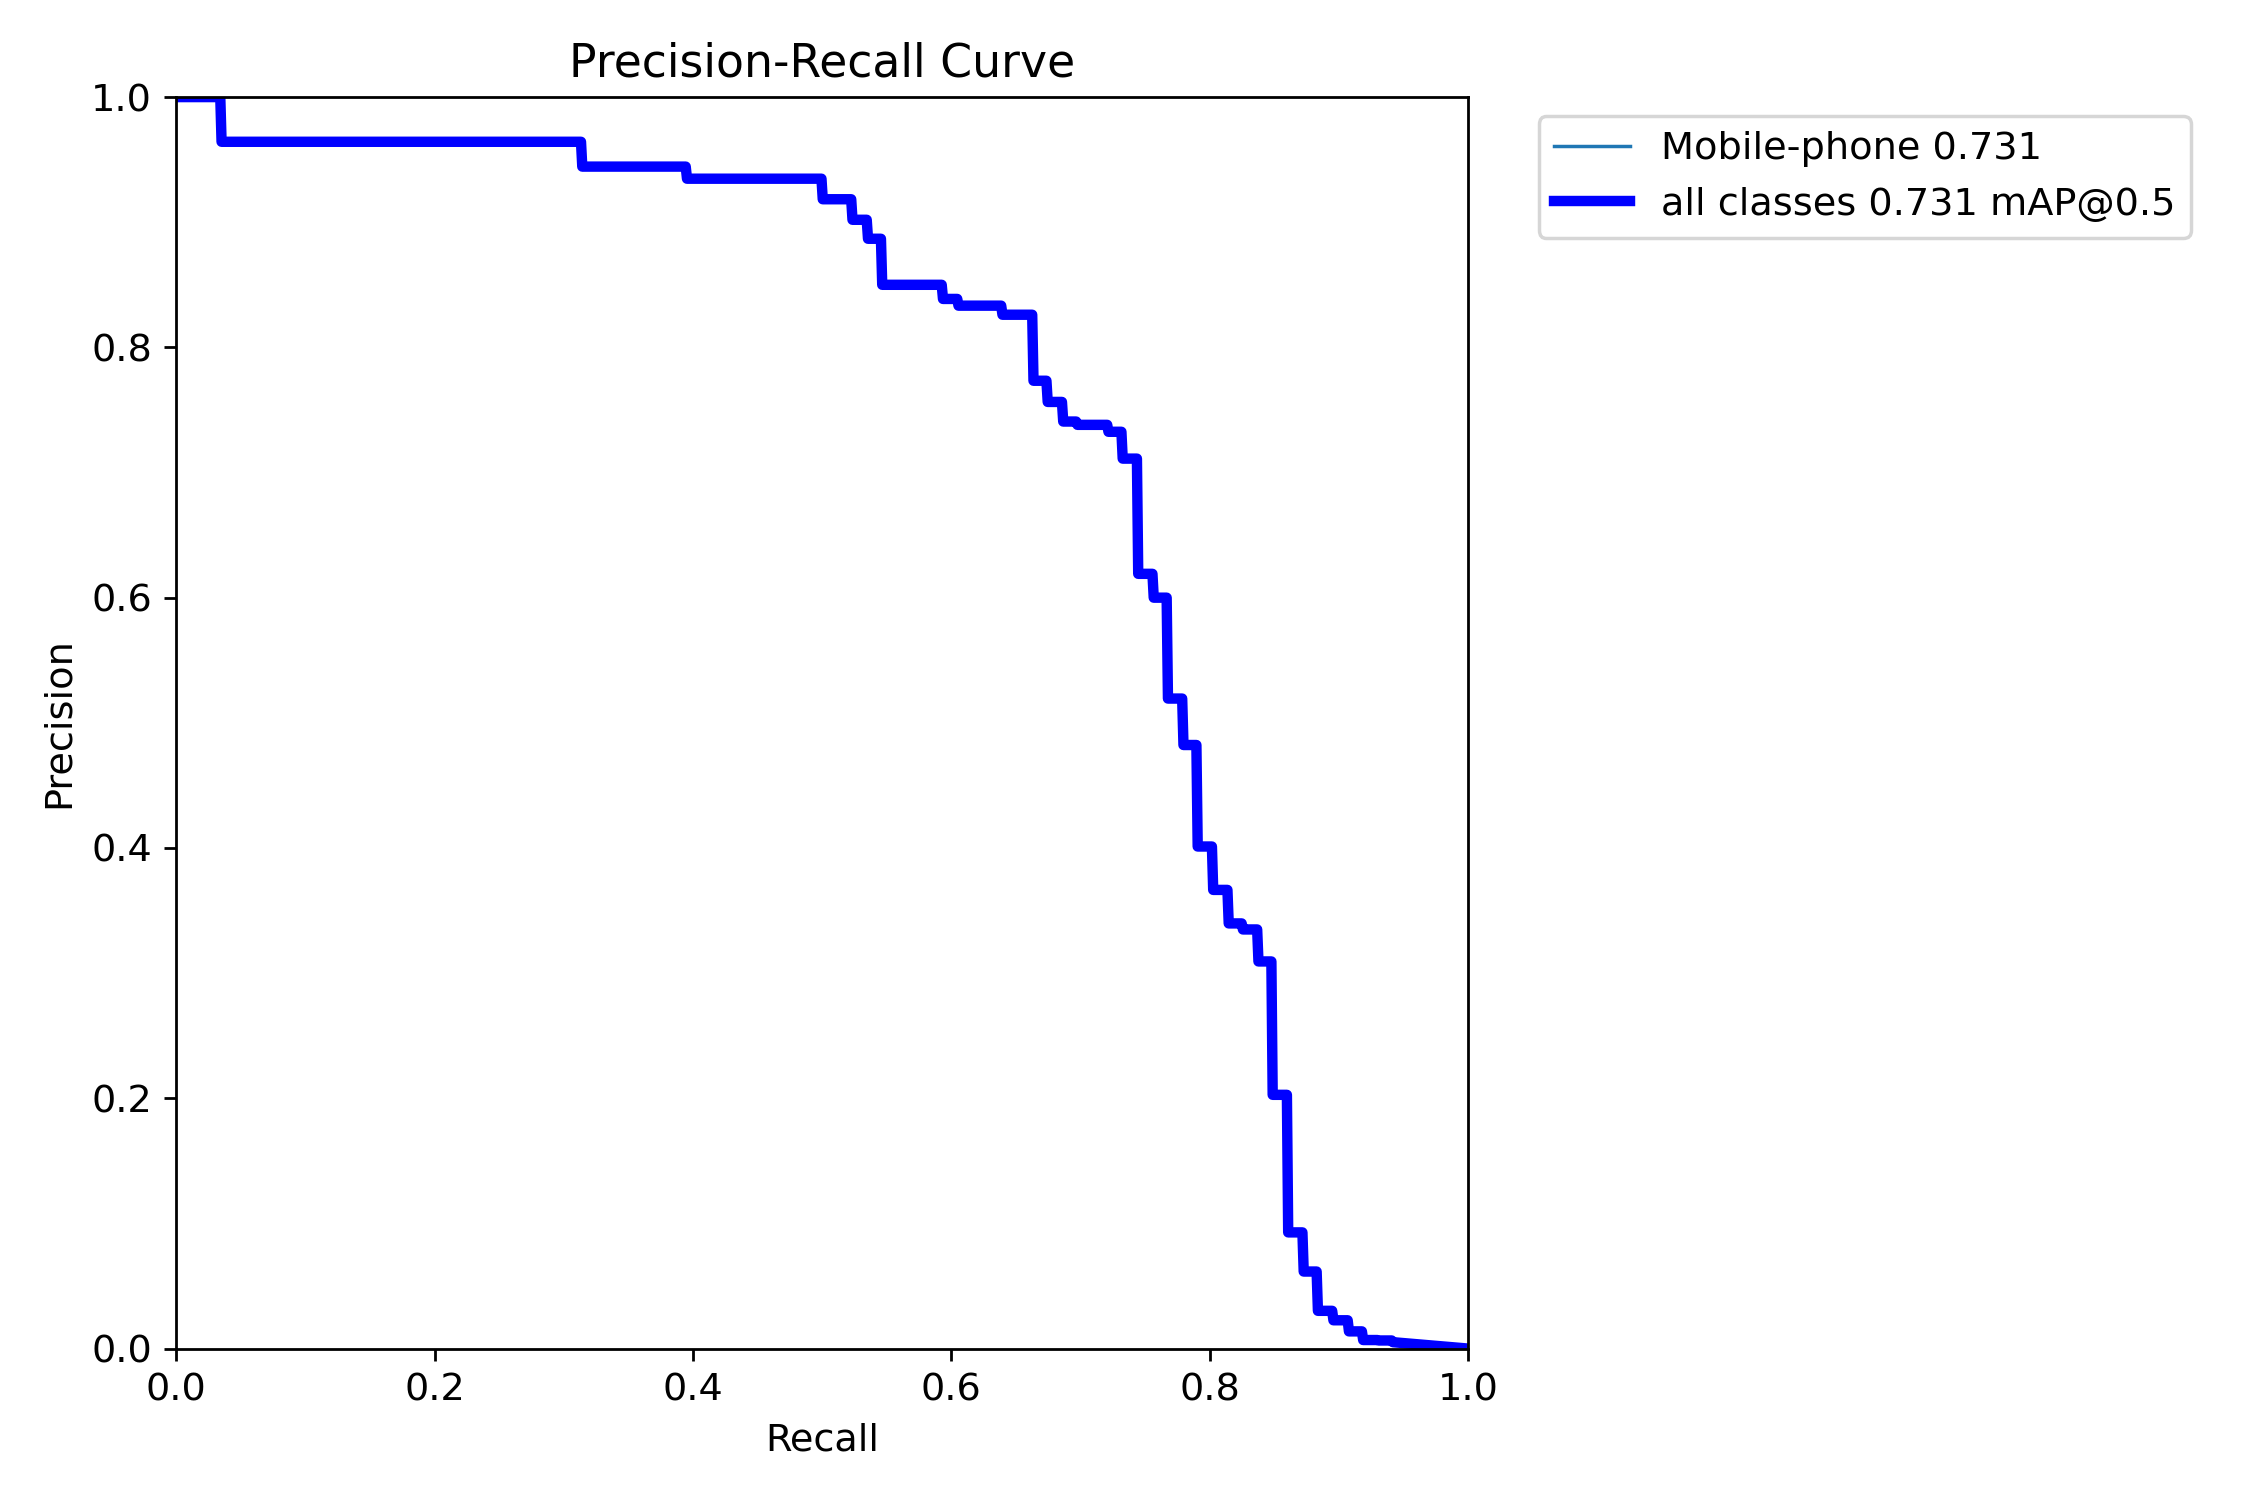 Precision-Recall Curve
Mobile-phone 0.731
all classes 0.731 mAP@0.5
Precision
1.0
0.8
0.6
0.4
0.2
0.0
0.0 0.2 0.4 0.6 0.8 1.0
Recall